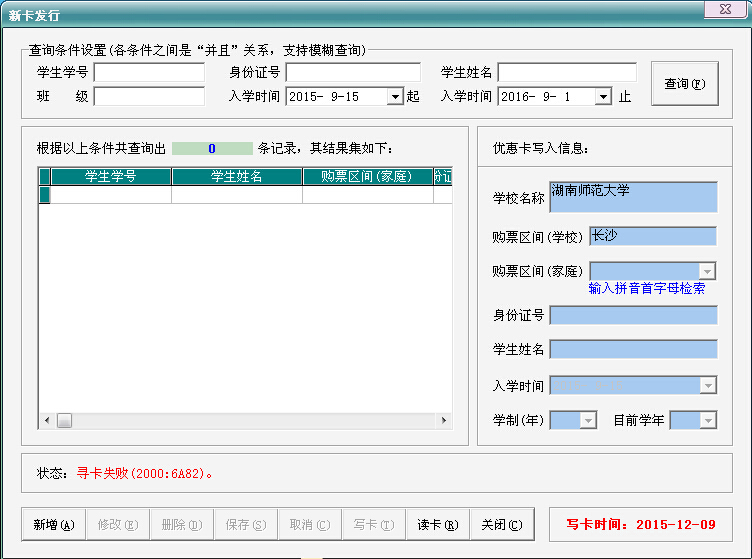 新卡发行
查询条件设置(各条件之间是“并且”关系，支持模糊查询)
学生学号 身份证号 学生姓名
查询(F)
班 级 入学时间 2015- 9-15 起 入学时间 2016- 9- 1 止
根据以上条件共查询出 0 条记录，其结果集如下：
学生学号 学生姓名 购票区间(家庭) 份证
优惠卡写入信息：
学校名称 湖南师范大学
购票区间(学校) 长沙
购票区间(家庭)
输入拼音首字母检索
身份证号
学生姓名
入学时间
学制(年) 目前学年
状态：寻卡失败(2000:6A82)。
新增(A) 修改(E) 删除(D) 保存(S) 取消(C) 写卡(T) 读卡(R) 关闭(C) 写卡时间：2015-12-09